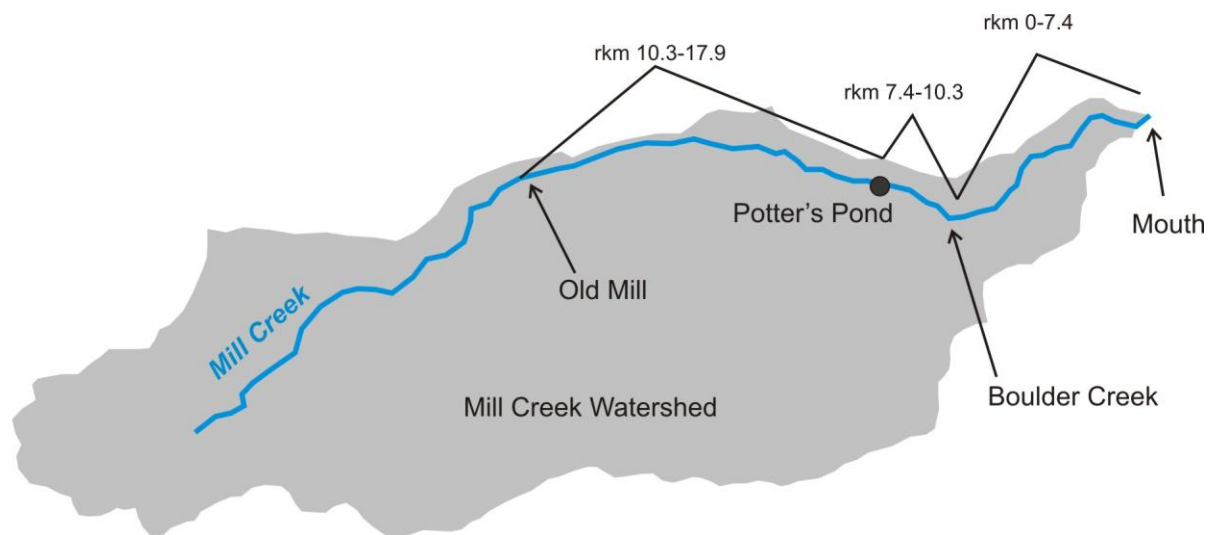 rkm 0-7.4
rkm 10.3-17.9
rkm 7.4-10.3
Potter's Pond
Mouth
Old Mill
Mill Creek
Boulder Creek
Mill Creek Watershed